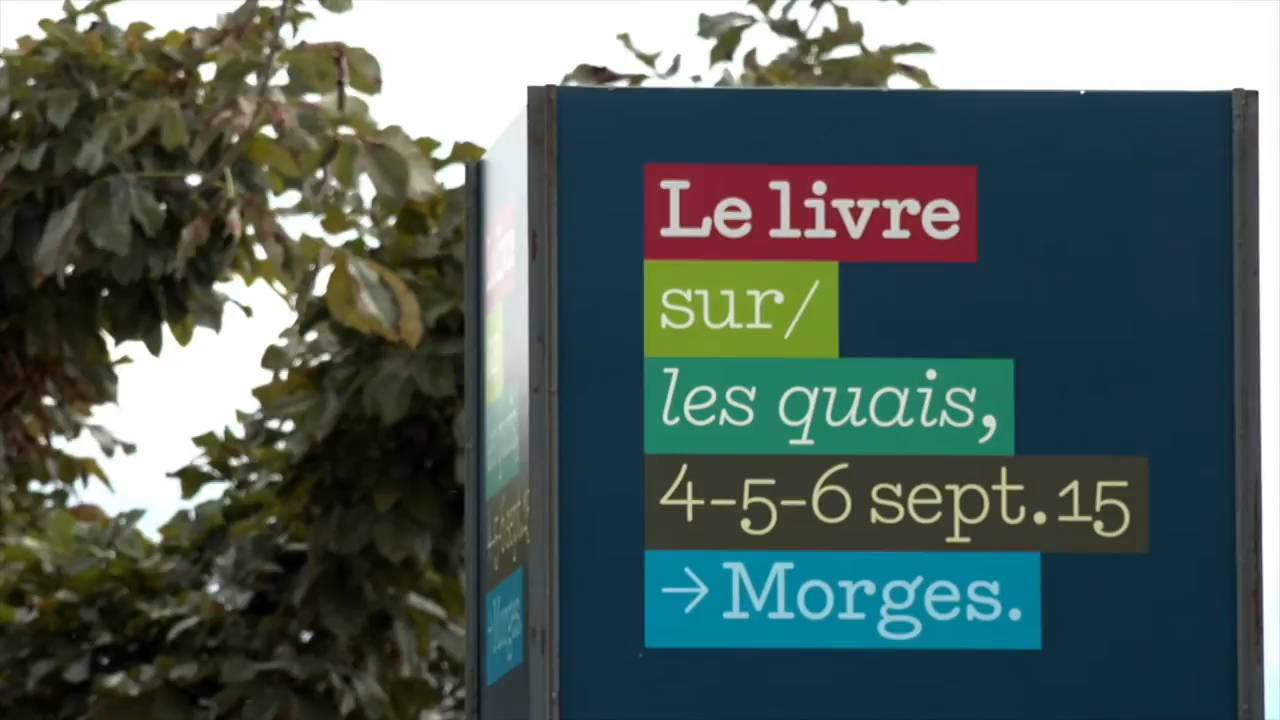 Le livre
sur/
les quais,
4-5-6 sept.15
→ Morges.